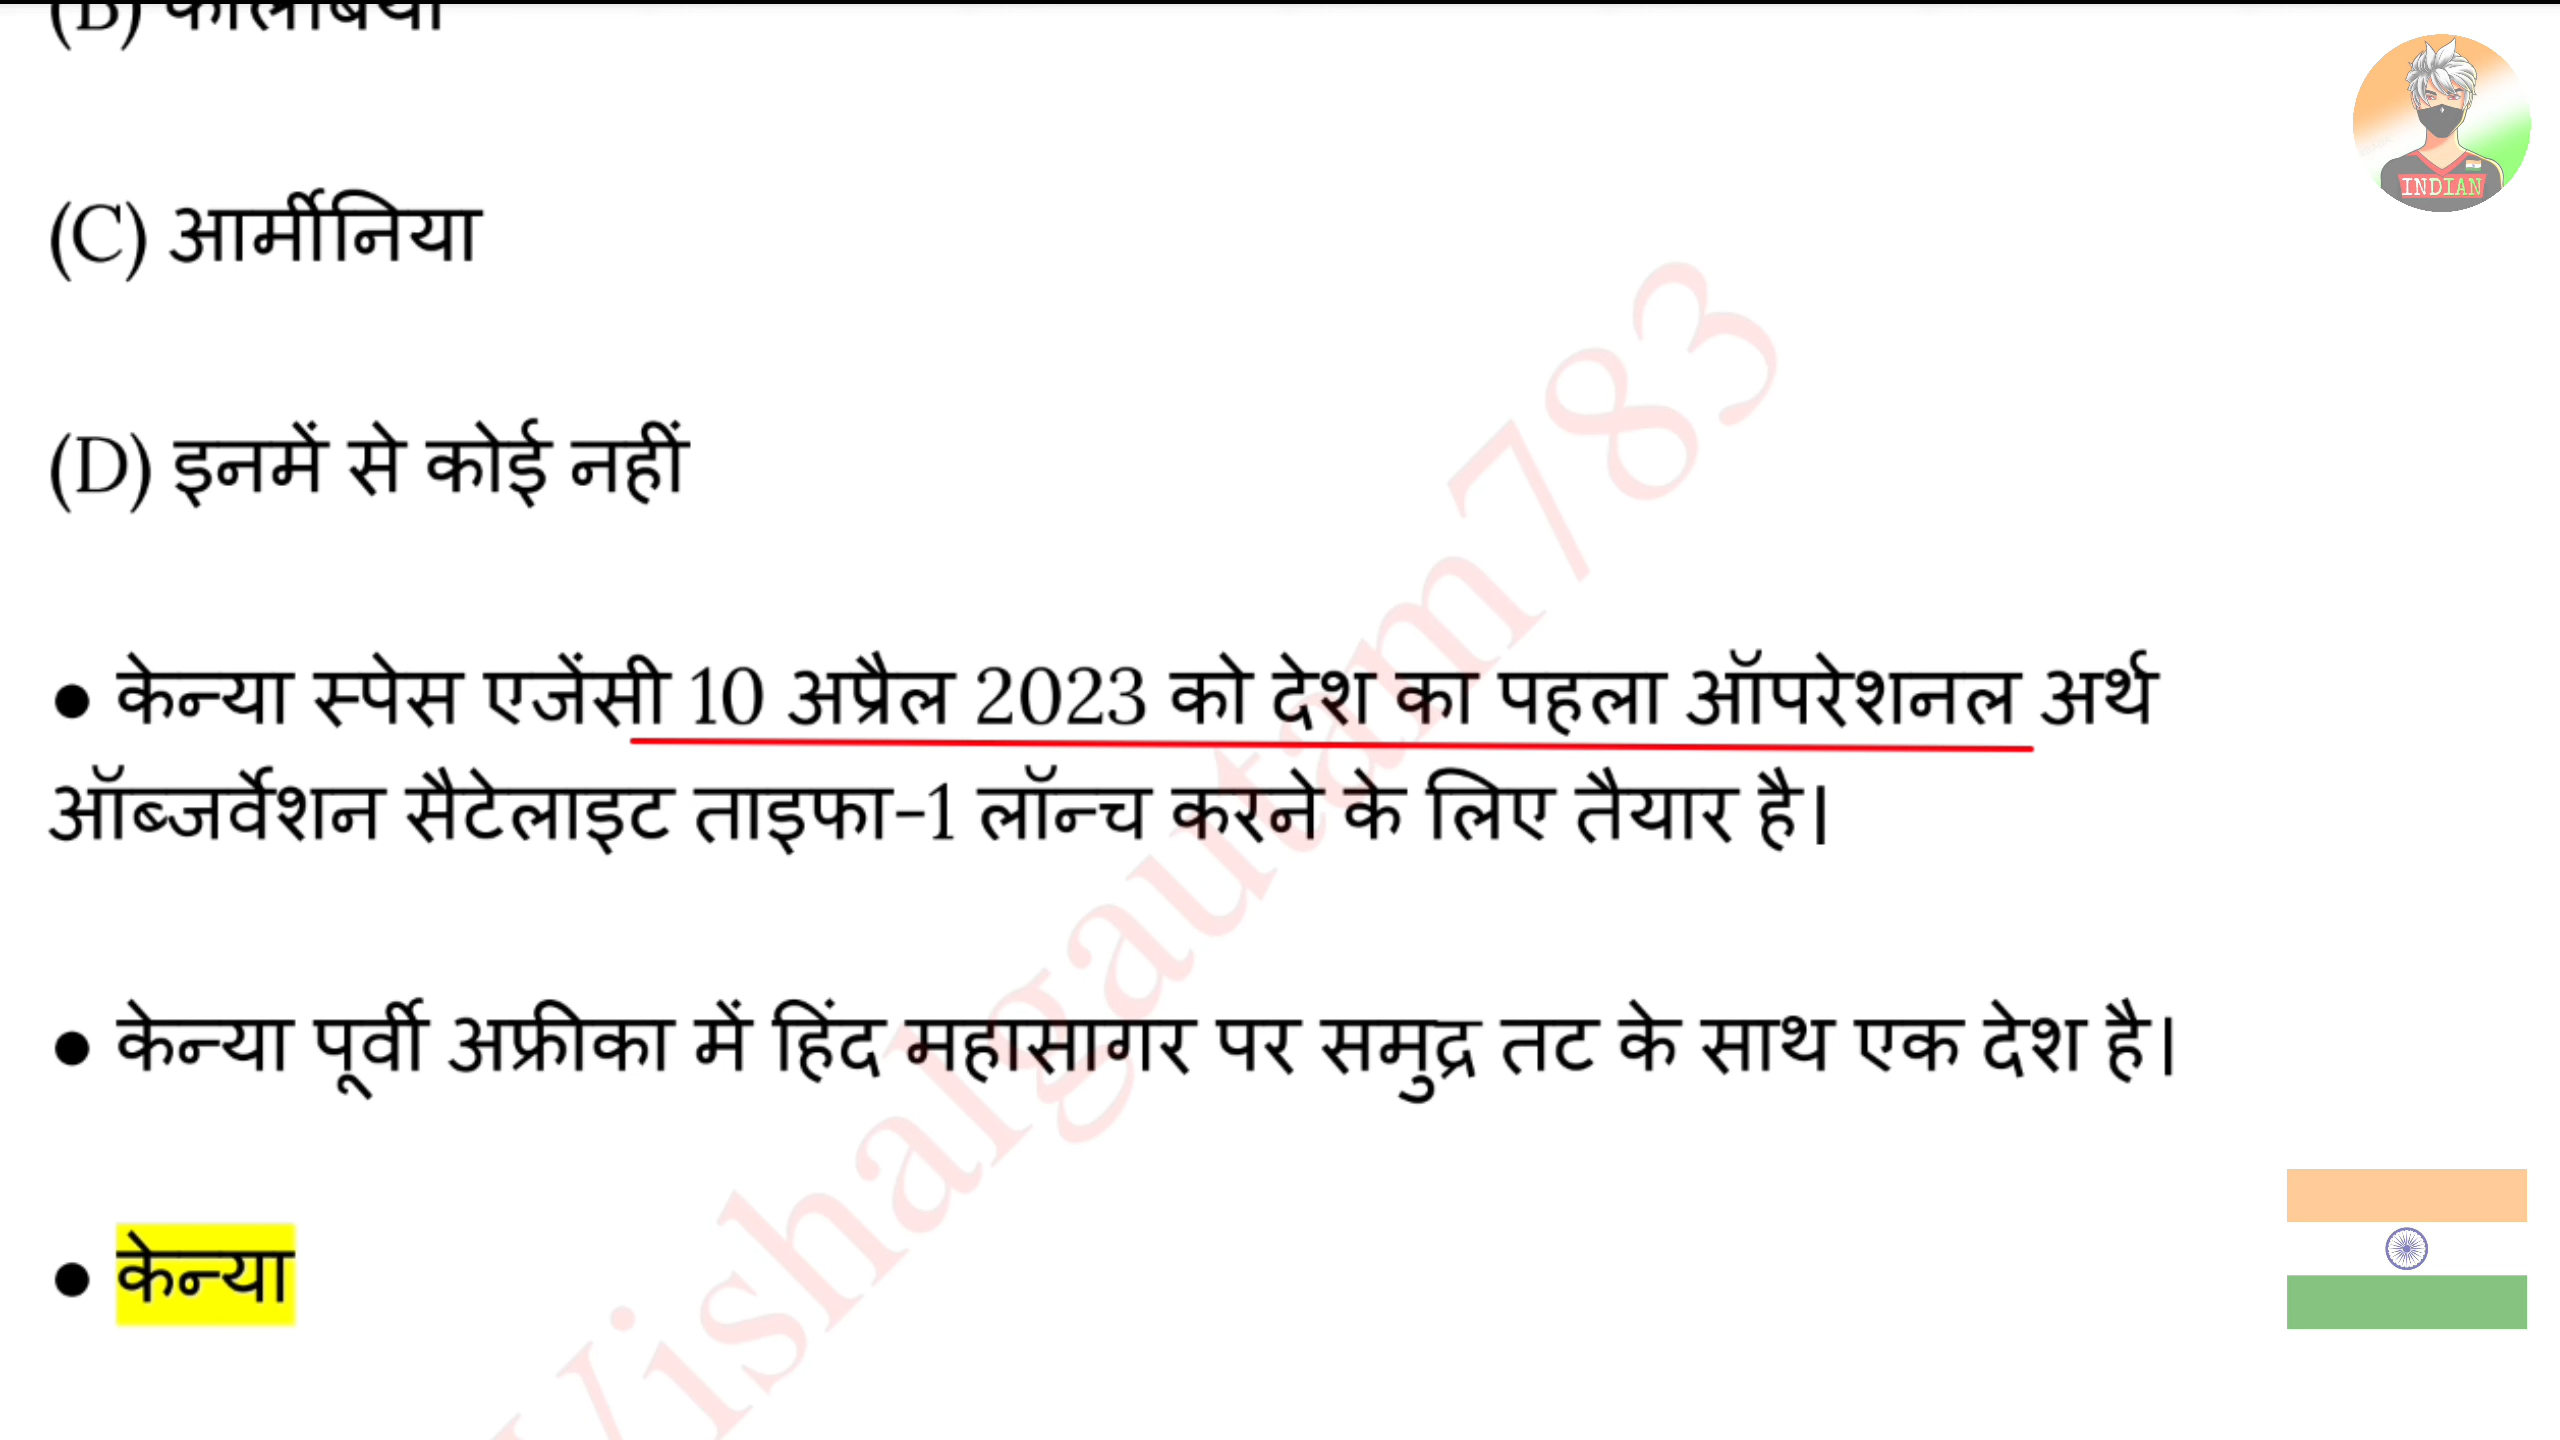 (B)
(C) आर्मीनिया
(D) इनमें से कोई नहीं
● केन्या स्पेस एजेंसी 10 अप्रैल 2023 को देश का पहला ऑपरेशनल अर्थ
ऑब्जर्वेशन सैटेलाइट ताइफा-1 लॉन्च करने के लिए तैयार है।
● केन्या पूर्वी अफ्रीका में हिंद महासागर पर समुद्र तट के साथ एक देश है।
● केन्या
Vishalgautam783
INDIAN